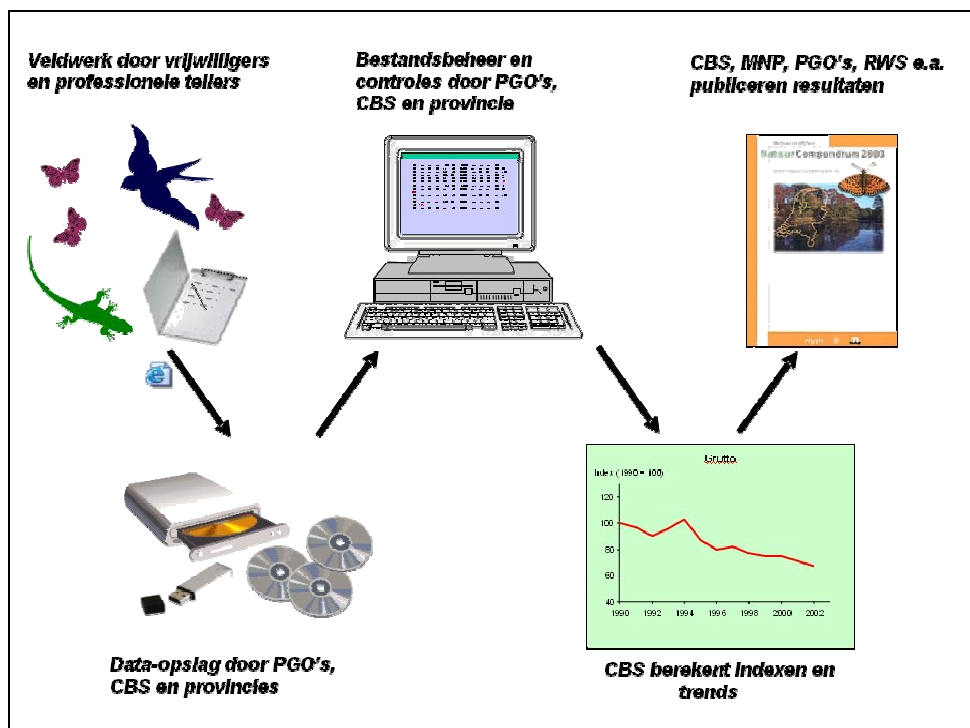 Veldwerk door vrijwilligers
en professionele tellers
Bestandsbeheer en
controles door PGO's,
CBS en provincie
CBS, MNP, PGO's, RWS e.a.
publiceren resultaten
NatuurCompendium 2003
Data-opslag door PGO's,
CBS en provincies
Grutto
Index (1990 = 100)
120
100
80
60
40
1990 1992 1994 1996 1998 2000 2002
CBS berekent indexen en
trends